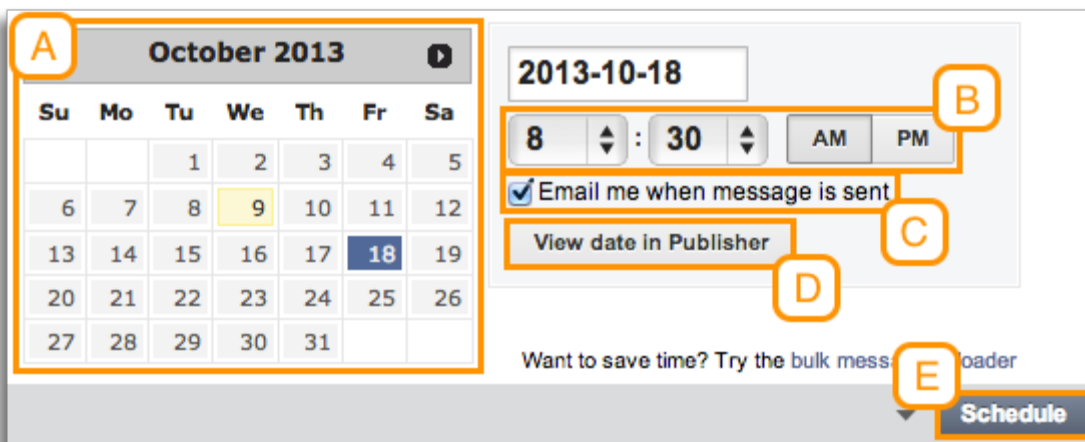 A
October 2013
Su Mo Tu We Th Fr Sa
1 2 3 4 5
6 7 8 9 10 11 12
13 14 15 16 17 18 19
20 21 22 23 24 25 26
27 28 29 30 31
2013-10-18
B
8 : 30 AM PM
Email me when message is sent
C
View date in Publisher
D
Want to save time? Try the bulk
E
Schedule